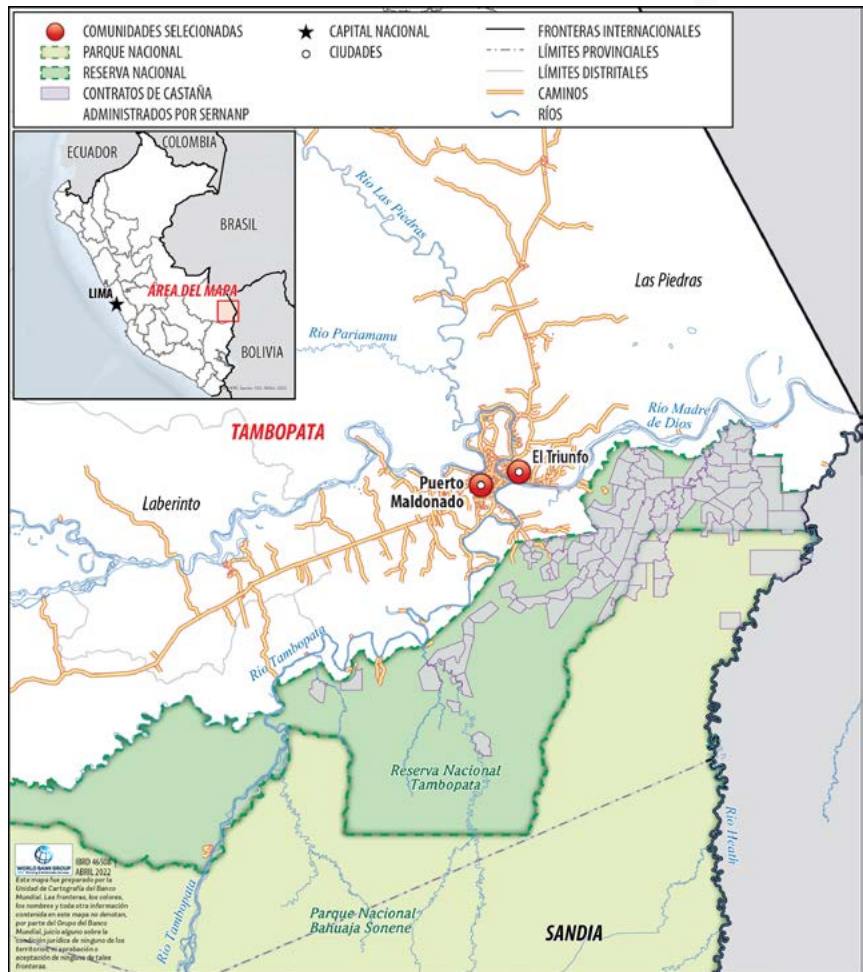 COMUNIDADES SELECIONADAS
PARQUE NACIONAL
RESERVA NACIONAL
CONTRATOS DE CASTAÑA
ADMINISTRADOS POR SERNANP
CAPITAL NACIONAL
CIUDADES
FRONTERAS INTERNACIONALES
LÍMITES PROVINCIALES
LÍMITES DISTRITALES
CAMINOS
RÍOS
ECUADOR
COLOMBIA
BRASIL
LIMA
ÁREA DEL MAPA
BOLIVIA
Río Las Piedras
Las Piedras
Río Pariamanu
TAMBOPATA
Río Madre
de Dios
El Triunfo
Puerto
Maldonado
Laberinto
Río Tambopata
Reserva Nacional
Tambopata
Río Heath
Parque Nacional
Bahuaja Sonene
Río Tambopata
SANDIA
WORLD BANK GROUP
IBRD 46508 |
ABRIL 2022
Este mapa fue preparado por la
Unidad de Cartografía del Banco
Mundial. Las fronteras, los colores,
los nombres y toda otra información
contenida en este mapa no denotan,
por parte del Grupo del Banco
Mundial, juicio alguno sobre la
condición jurídica de ninguno de los
territorios, ni aprobación o
aceptación de ninguna de tales
fronteras.